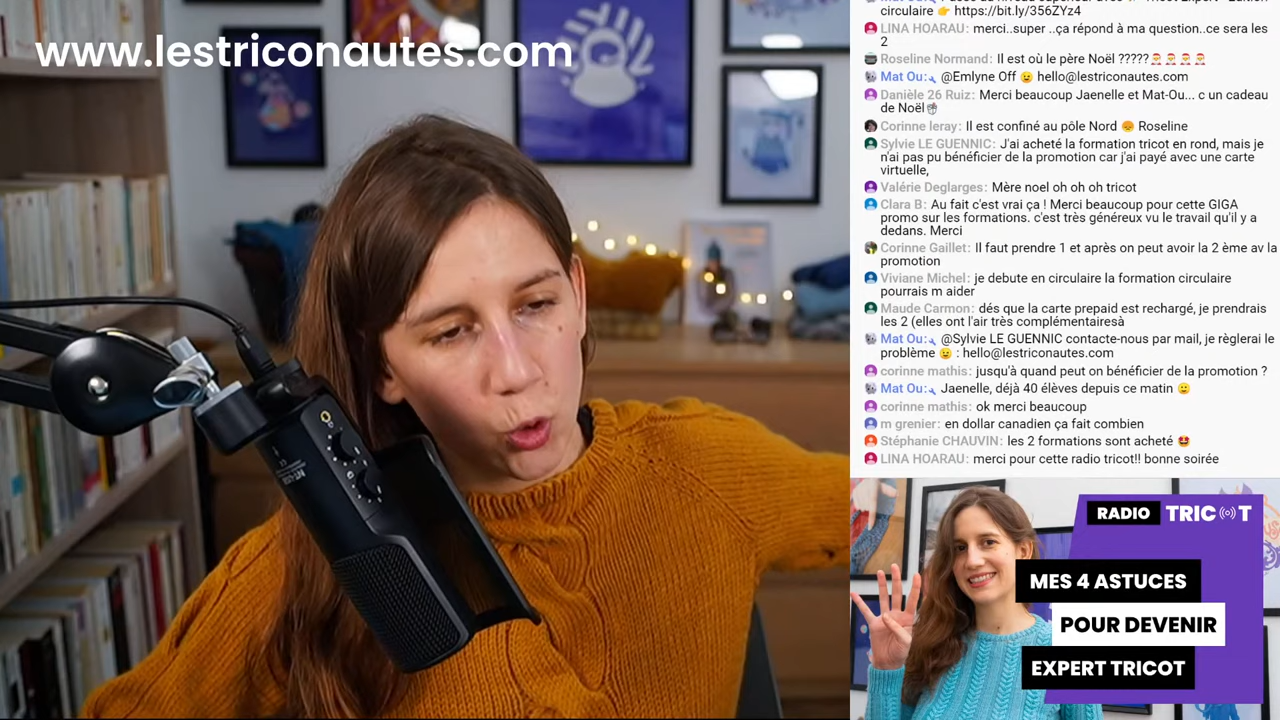 www.lestriconautes.com
circulaire 👉 https://bit.ly/356ZYz4
LINA HOARAU: merci..super ..ça répond à ma question..ce sera les
2
Roseline Normand: Il est où le père Noël ?????🎅🎅🎅🎅
Mat Ou: @Emlyne Off 😉 hello@lestriconautes.com
Danièle 26 Ruiz: Merci beaucoup Jaenelle et Mat-Ou... c un cadeau
de Noël
Corinne leray: Il est confiné au pôle Nord 😞 Roseline
Sylvie LE GUENNIC: J'ai acheté la formation tricot en rond, mais je
n'ai pas pu bénéficier de la promotion car j'ai payé avec une carte
virtuelle,
Valérie Deglarges: Mère noel oh oh oh tricot
Clara B: Au fait c'est vrai ça ! Merci beaucoup pour cette GIGA
promo sur les formations. c'est très généreux vu le travail qu'il y a
dedans. Merci
Corinne Gaillet: Il faut prendre 1 et après on peut avoir la 2 ème av la
promotion
Viviane Michel: je debute en circulaire la formation circulaire
pourrais m aider
Maude Carmon: dés que la carte prepaid est rechargé, je prendrais
les 2 (elles ont l'air très complémentairesà
Mat Ou: @Sylvie LE GUENNIC contacte-nous par mail, je règlerai le
problème 😉 : hello@lestriconautes.com
corinne mathis: jusqu'à quand peut on bénéficier de la promotion ?
Mat Ou: Jaenelle, déjà 40 élèves depuis ce matin 🙂
corinne mathis: ok merci beaucoup
m grenier: en dollar canadien ça fait combien
Stéphanie CHAUVIN: les 2 formations sont acheté 🤩
LINA HOARAU: merci pour cette radio tricot!! bonne soirée
RADIO TRICOT
MES 4 ASTUCES
POUR DEVENIR
EXPERT TRICOT